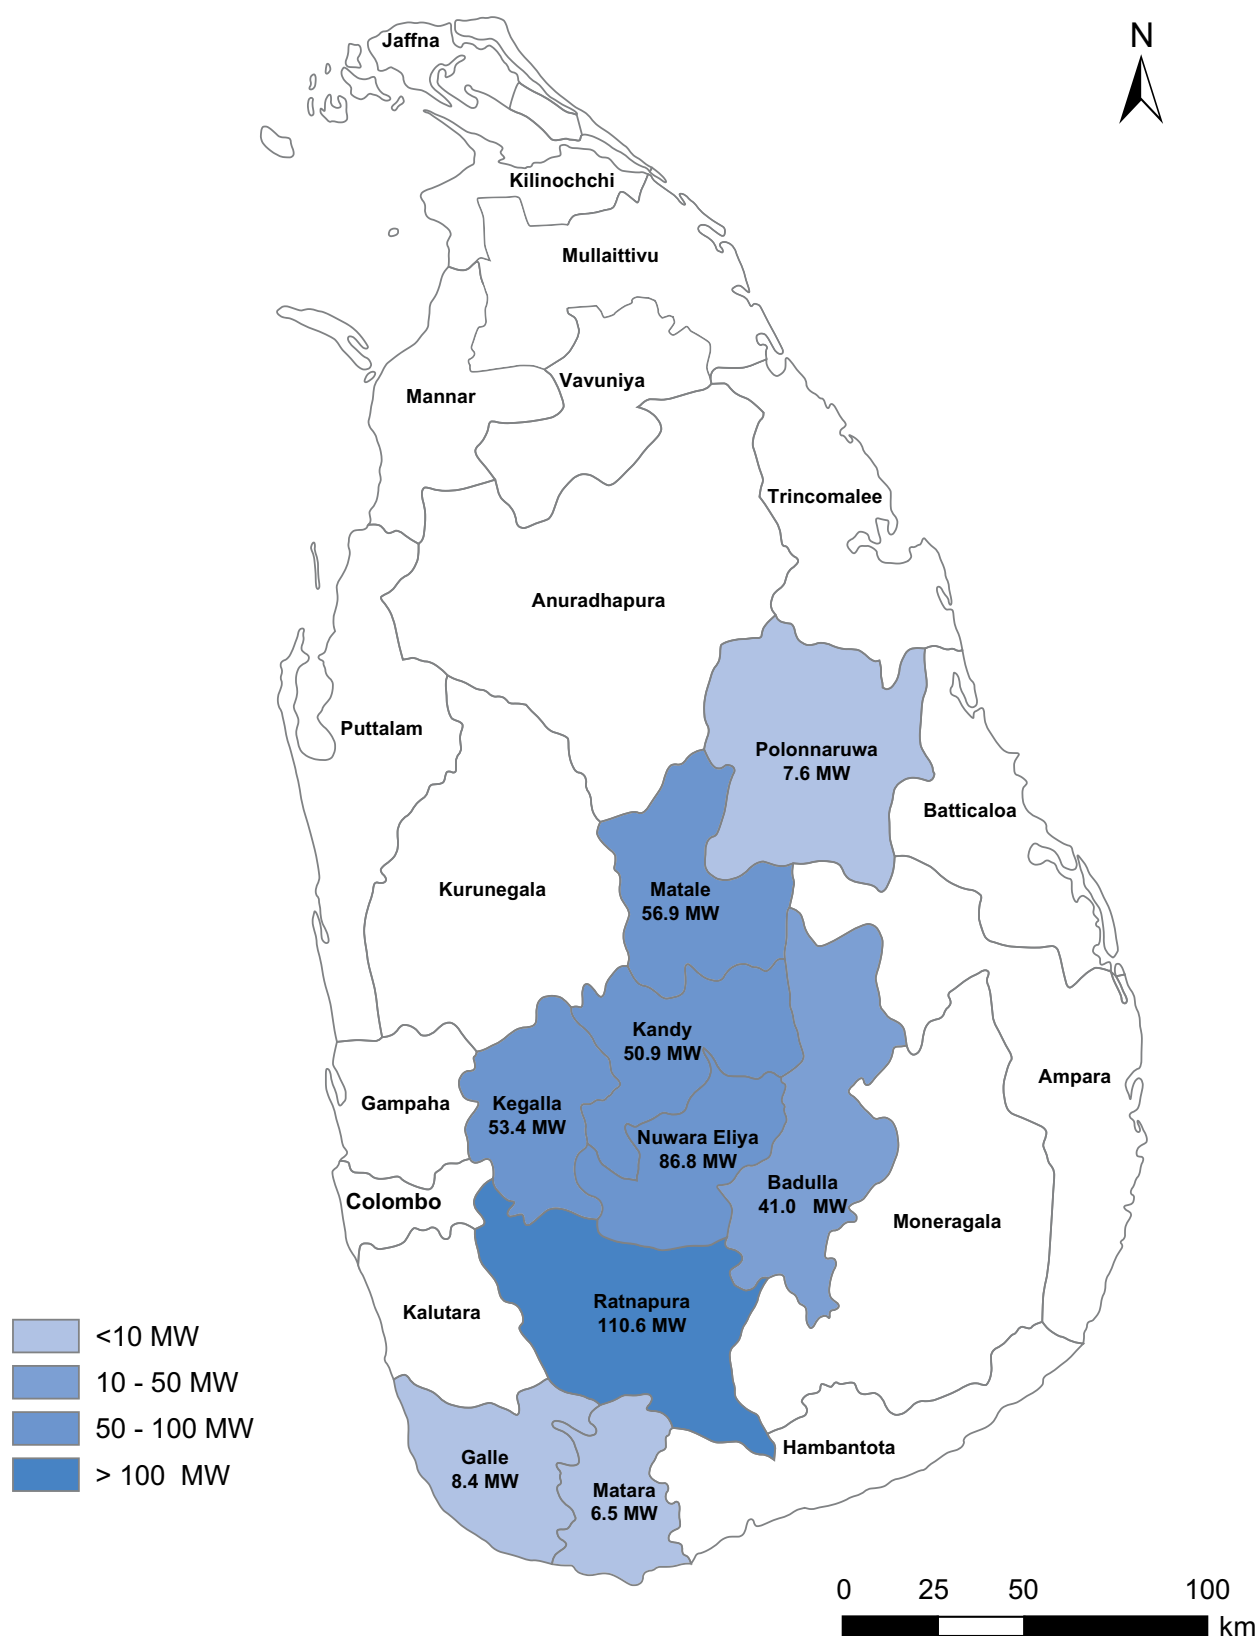 N
Jaffna
Kilinochchi
Mullaittivu
Vavuniya
Mannar
Trincomalee
Anuradhapura
Puttalam
Polonnaruwa
7.6 MW
Batticaloa
Kurunegala
Matale
56.9 MW
Kandy
50.9 MW
Ampara
Gampaha
Kegalla
53.4 MW
Nuwara Eliya
86.8 MW
Badulla
41.0 MW
Colombo
Moneragala
Ratnapura
110.6 MW
Kalutara
Hambantota
Galle
8.4 MW
Matara
6.5 MW
<10 MW
10 - 50 MW
50 - 100 MW
> 100 MW
0 25 50 100
km